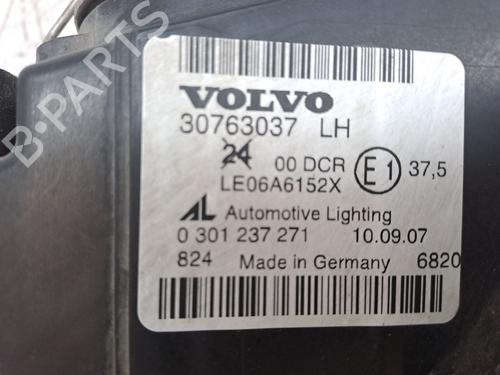 VOLVO
30763037 LH
24 00 DCR E1 37,5
LE06A6152X
AL Automotive Lighting
0 301 237 271 10.09.07
824 Made in Germany 6820
B-PARTS